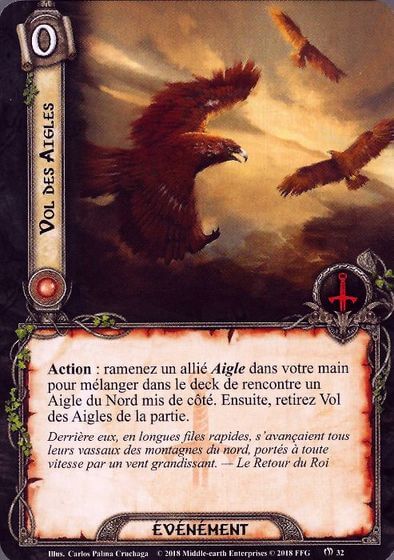 0
VOL DES AIGLES
Action : ramenez un allié Aigle dans votre main
pour mélanger dans le deck de rencontre un
Aigle du Nord mis de côté. Ensuite, retirez Vol
des Aigles de la partie.
Derrière eux, en longues files rapides, s'avançaient tous
leurs vassaux des montagnes du nord, portés à toute
vitesse par un vent grandissant. — Le Retour du Roi
ÉVÉNEMENT
Illus. Carlos Palma Cruchaga © 2018 Middle-earth Enterprises © 2018 FFG 32